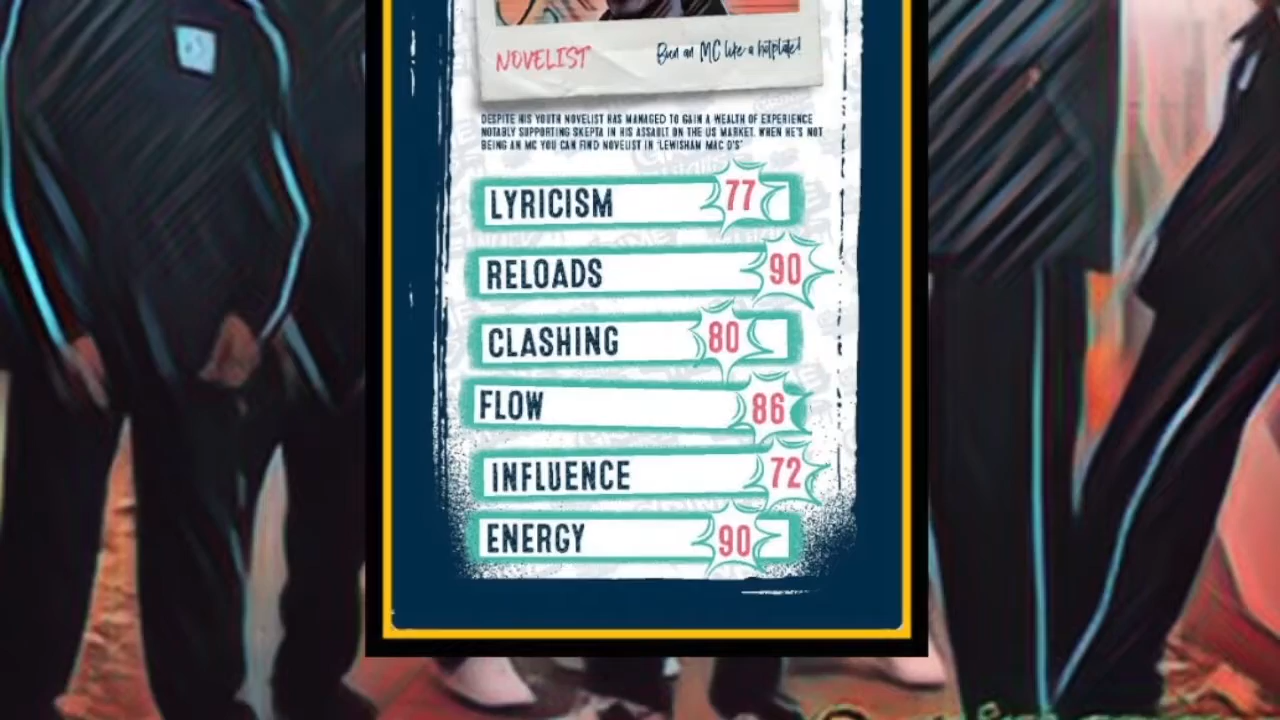 NOVELIST
Bun an MC like a hotplate!
DESPITE HIS YOUTH NOVELIST HAS MANAGED TO GAIN A WEALTH OF EXPERIENCE
NOTABLY SUPPORTING SKEPTA IN HIS ASSAULT ON THE US MARKET. WHEN HE'S NOT
BEING AN MC YOU CAN FIND NOVELIST IN 'LEWISHAM MAC D'S"
LYRICISM 77
RELOADS 90
CLASHING 80
FLOW 86
INFLUENCE 72
ENERGY 90